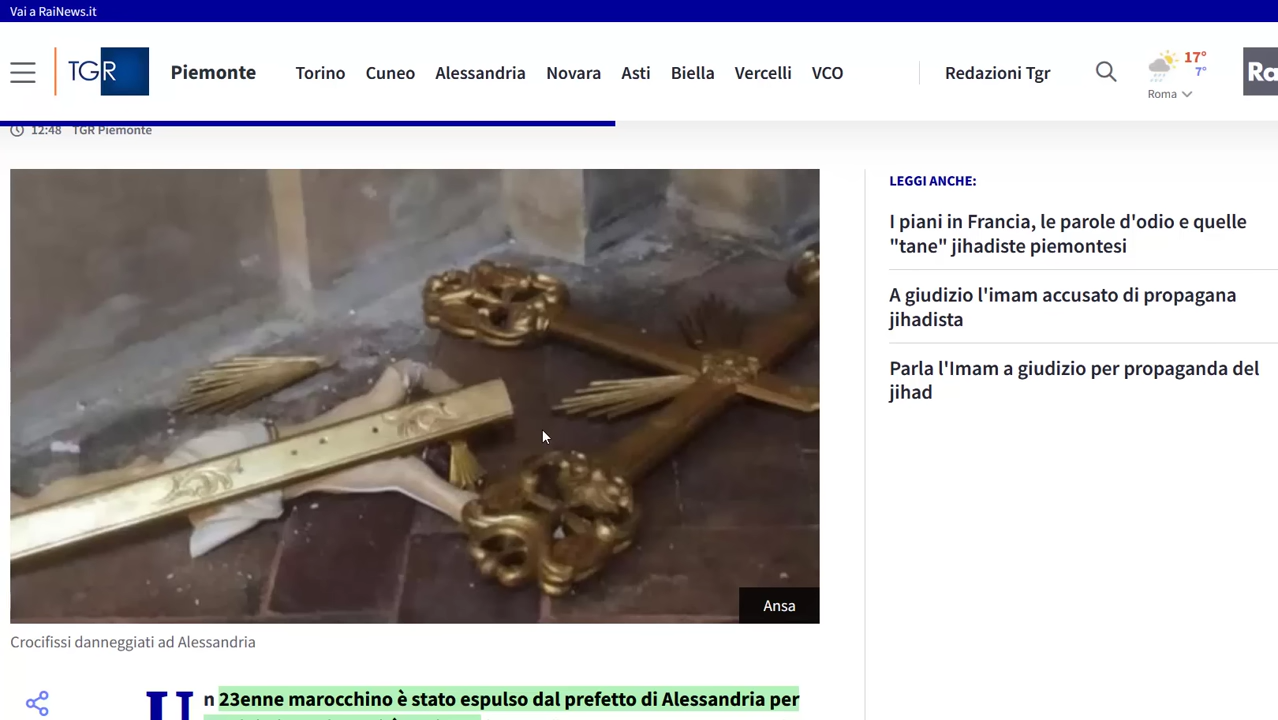 Vai a RaiNews.it
TGR Piemonte Torino Cuneo Alessandria Novara Asti Biella Vercelli VCO Redazioni Tgr 17° 7° Roma
12:48 TGR Piemonte
LEGGI ANCHE:
I piani in Francia, le parole d'odio e quelle
"tane" jihadiste piemontesi
A giudizio l'imam accusato di propagana
jihadista
Parla l'Imam a giudizio per propaganda del
jihad
Ansa
Crocifissi danneggiati ad Alessandria
Un 23enne marocchino è stato espulso dal prefetto di Alessandria per